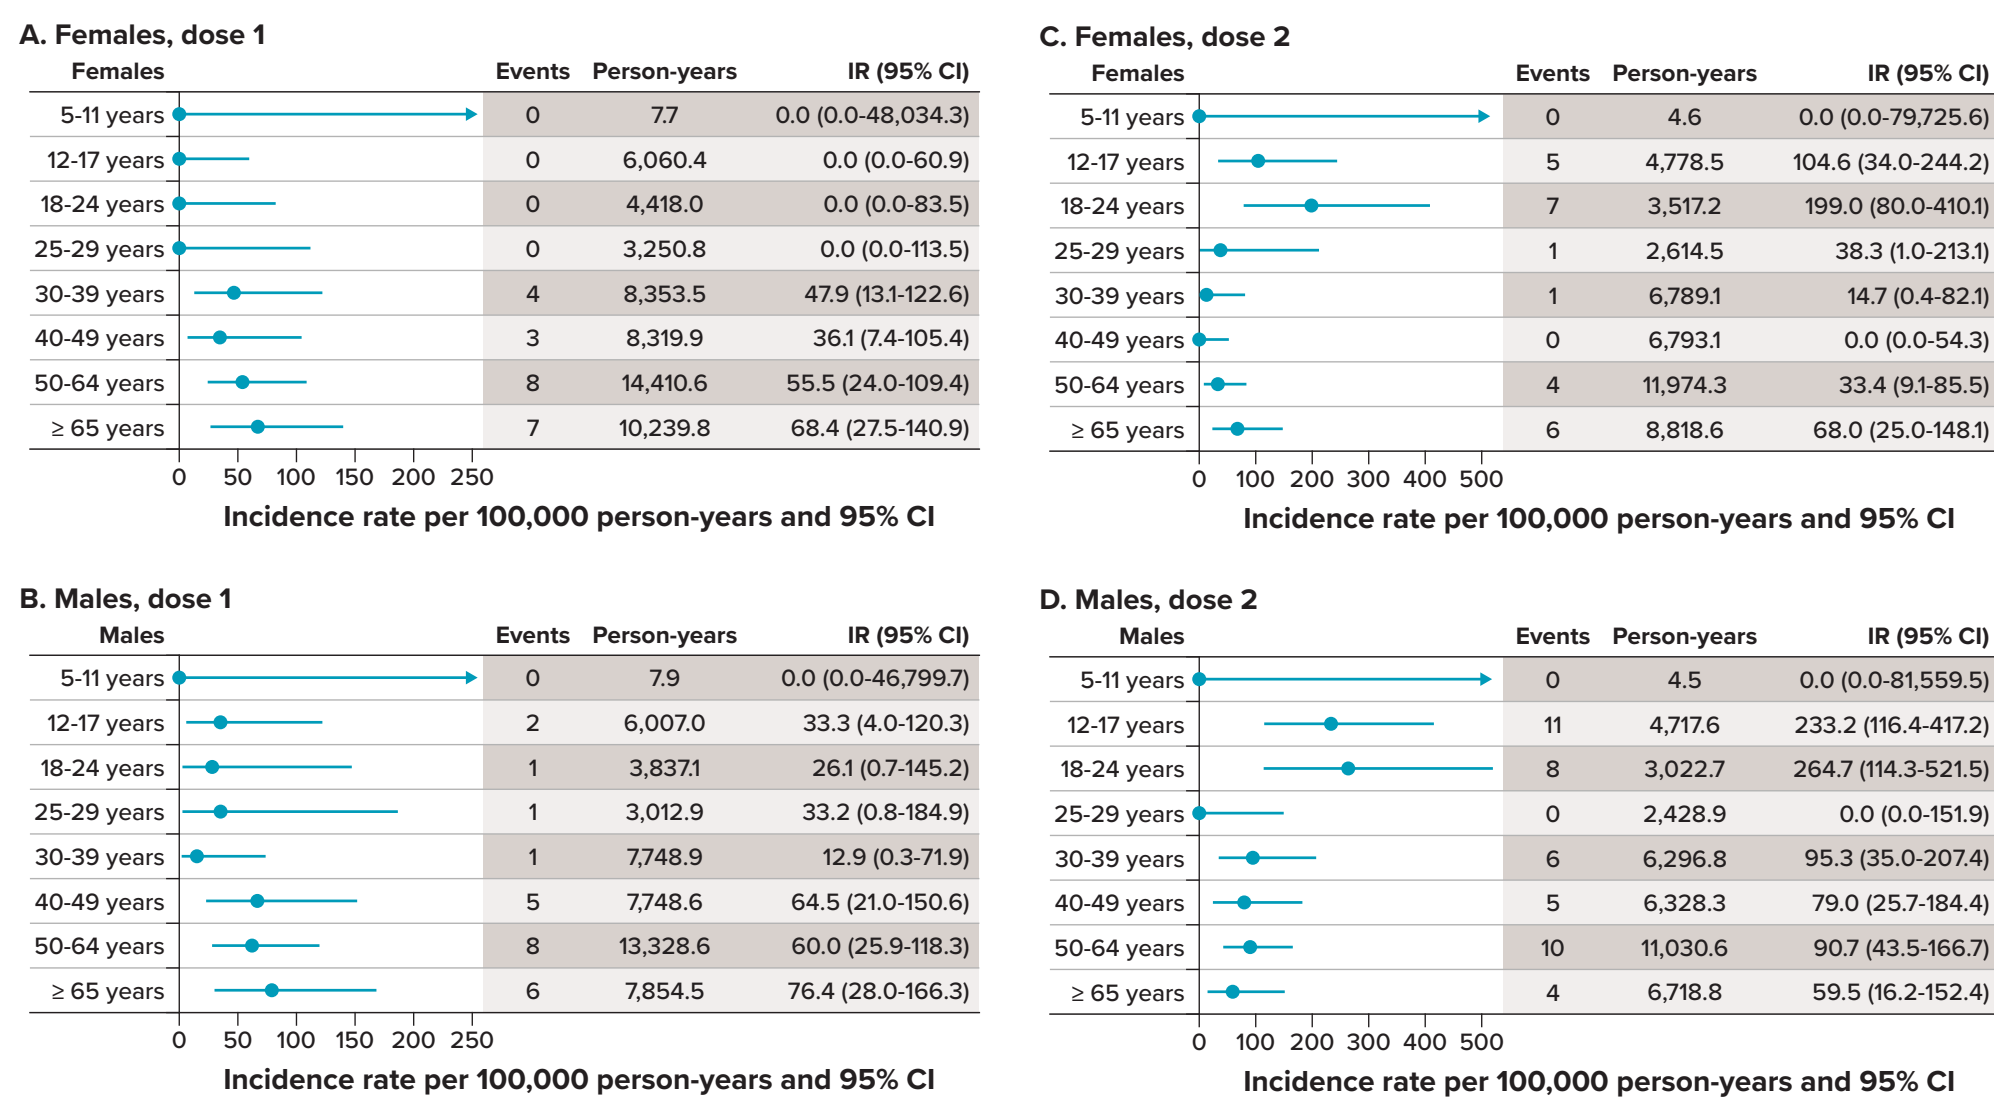 A. Females, dose 1
Females Events Person-years IR (95% CI)
5-11 years 0 7.7 0.0 (0.0-48,034.3)
12-17 years 0 6,060.4 0.0 (0.0-60.9)
18-24 years 0 4,418.0 0.0 (0.0-83.5)
25-29 years 0 3,250.8 0.0 (0.0-113.5)
30-39 years 4 8,353.5 47.9 (13.1-122.6)
40-49 years 3 8,319.9 36.1 (7.4-105.4)
50-64 years 8 14,410.6 55.5 (24.0-109.4)
≥ 65 years 7 10,239.8 68.4 (27.5-140.9)
0 50 100 150 200 250
Incidence rate per 100,000 person-years and 95% CI
B. Males, dose 1
Males Events Person-years IR (95% CI)
5-11 years 0 7.9 0.0 (0.0-46,799.7)
12-17 years 2 6,007.0 33.3 (4.0-120.3)
18-24 years 1 3,837.1 26.1 (0.7-145.2)
25-29 years 1 3,012.9 33.2 (0.8-184.9)
30-39 years 1 7,748.9 12.9 (0.3-71.9)
40-49 years 5 7,748.6 64.5 (21.0-150.6)
50-64 years 8 13,328.6 60.0 (25.9-118.3)
≥ 65 years 6 7,854.5 76.4 (28.0-166.3)
0 50 100 150 200 250
Incidence rate per 100,000 person-years and 95% CI
C. Females, dose 2
Females Events Person-years IR (95% CI)
5-11 years 0 4.6 0.0 (0.0-79,725.6)
12-17 years 5 4,778.5 104.6 (34.0-244.2)
18-24 years 7 3,517.2 199.0 (80.0-410.1)
25-29 years 1 2,614.5 38.3 (1.0-213.1)
30-39 years 1 6,789.1 14.7 (0.4-82.1)
40-49 years 0 6,793.1 0.0 (0.0-54.3)
50-64 years 4 11,974.3 33.4 (9.1-85.5)
≥ 65 years 6 8,818.6 68.0 (25.0-148.1)
0 100 200 300 400 500
Incidence rate per 100,000 person-years and 95% CI
D. Males, dose 2
Males Events Person-years IR (95% CI)
5-11 years 0 4.5 0.0 (0.0-81,559.5)
12-17 years 11 4,717.6 233.2 (116.4-417.2)
18-24 years 8 3,022.7 264.7 (114.3-521.5)
25-29 years 0 2,428.9 0.0 (0.0-151.9)
30-39 years 6 6,296.8 95.3 (35.0-207.4)
40-49 years 5 6,328.3 79.0 (25.7-184.4)
50-64 years 10 11,030.6 90.7 (43.5-166.7)
≥ 65 years 4 6,718.8 59.5 (16.2-152.4)
0 100 200 300 400 500
Incidence rate per 100,000 person-years and 95% CI